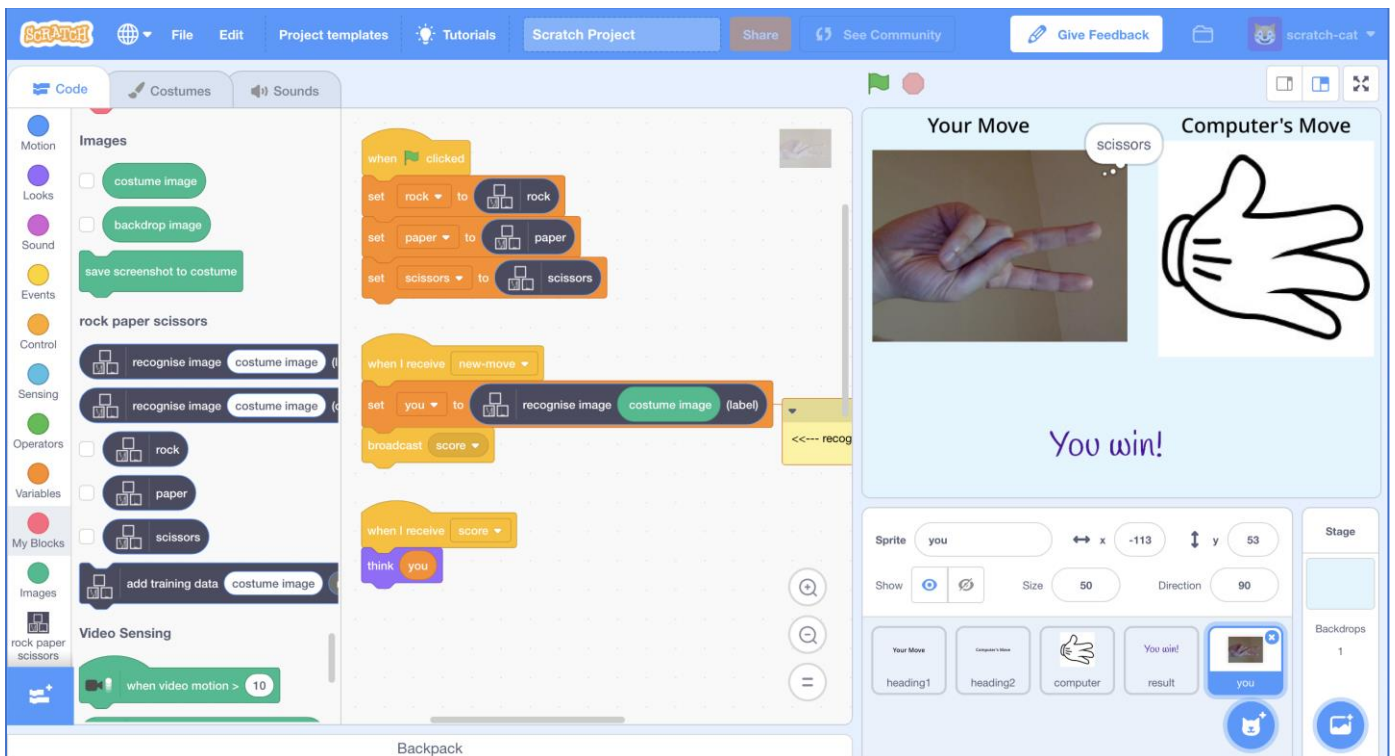 SCRATCH File Edit Project templates Tutorials Scratch Project Share See Community Give Feedback scratch-cat
Code Costumes Sounds
Motion
Looks
Sound
Events
Control
Sensing
Operators
Variables
My Blocks
Images
rock paper
scissors
Images
costume image
backdrop image
save screenshot to costume
rock paper scissors
recognise image costume image (l
recognise image costume image (c
rock
paper
scissors
add training data costume image
Video Sensing
when video motion > 10
when clicked
set rock to rock
set paper to paper
set scissors to scissors
when I receive new-move
set you to recognise image costume image (label)
broadcast score
<<--- recog
when I receive score
think you
Your Move
Computer's Move
scissors
You win!
Sprite you x -113 y 53
Show Size 50 Direction 90
Your Move
heading1
Computer's Move
heading2
computer
You win!
result
you
Stage
Backdrops
1
Backpack